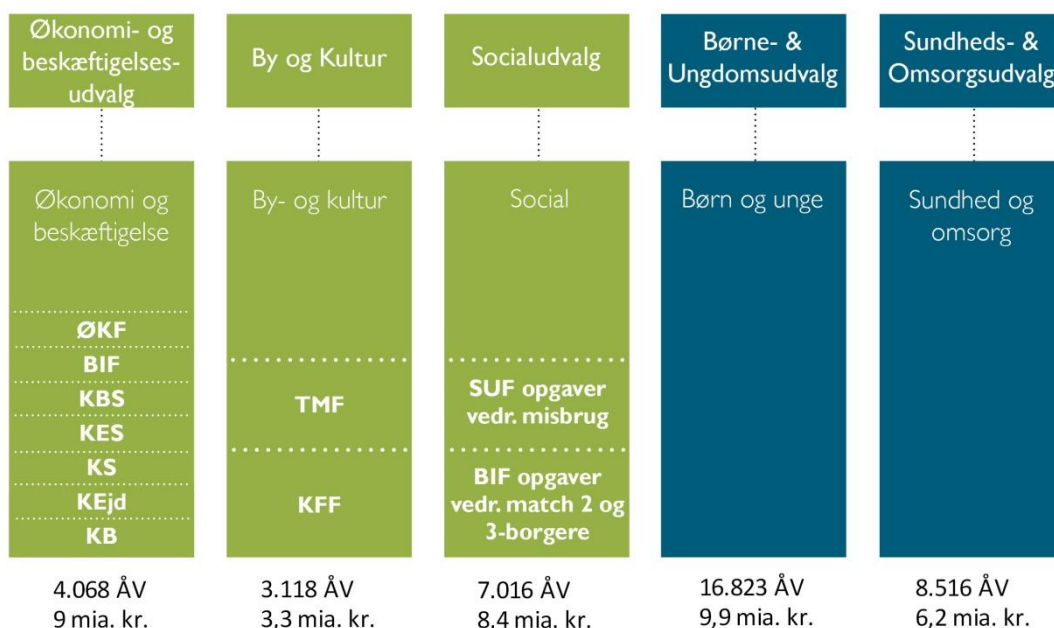 Økonomi- og
beskæftigelses-
udvalg
By og Kultur
Socialudvalg
Børne- &
Ungdomsudvalg
Sundheds- &
Omsorgsudvalg
Økonomi og
beskæftigelse
ØKF
BIF
KBS
KES
KS
KEjd
KB
By- og kultur
TMF
KFF
Social
SUF opgaver
vedr. misbrug
BIF opgaver
vedr. match 2 og
3-borgere
Børn og unge
Sundhed og
omsorg
4.068 ÅV
9 mia. kr.
3.118 ÅV
3,3 mia. kr.
7.016 ÅV
8,4 mia. kr.
16.823 ÅV
9,9 mia. kr.
8.516 ÅV
6,2 mia. kr.